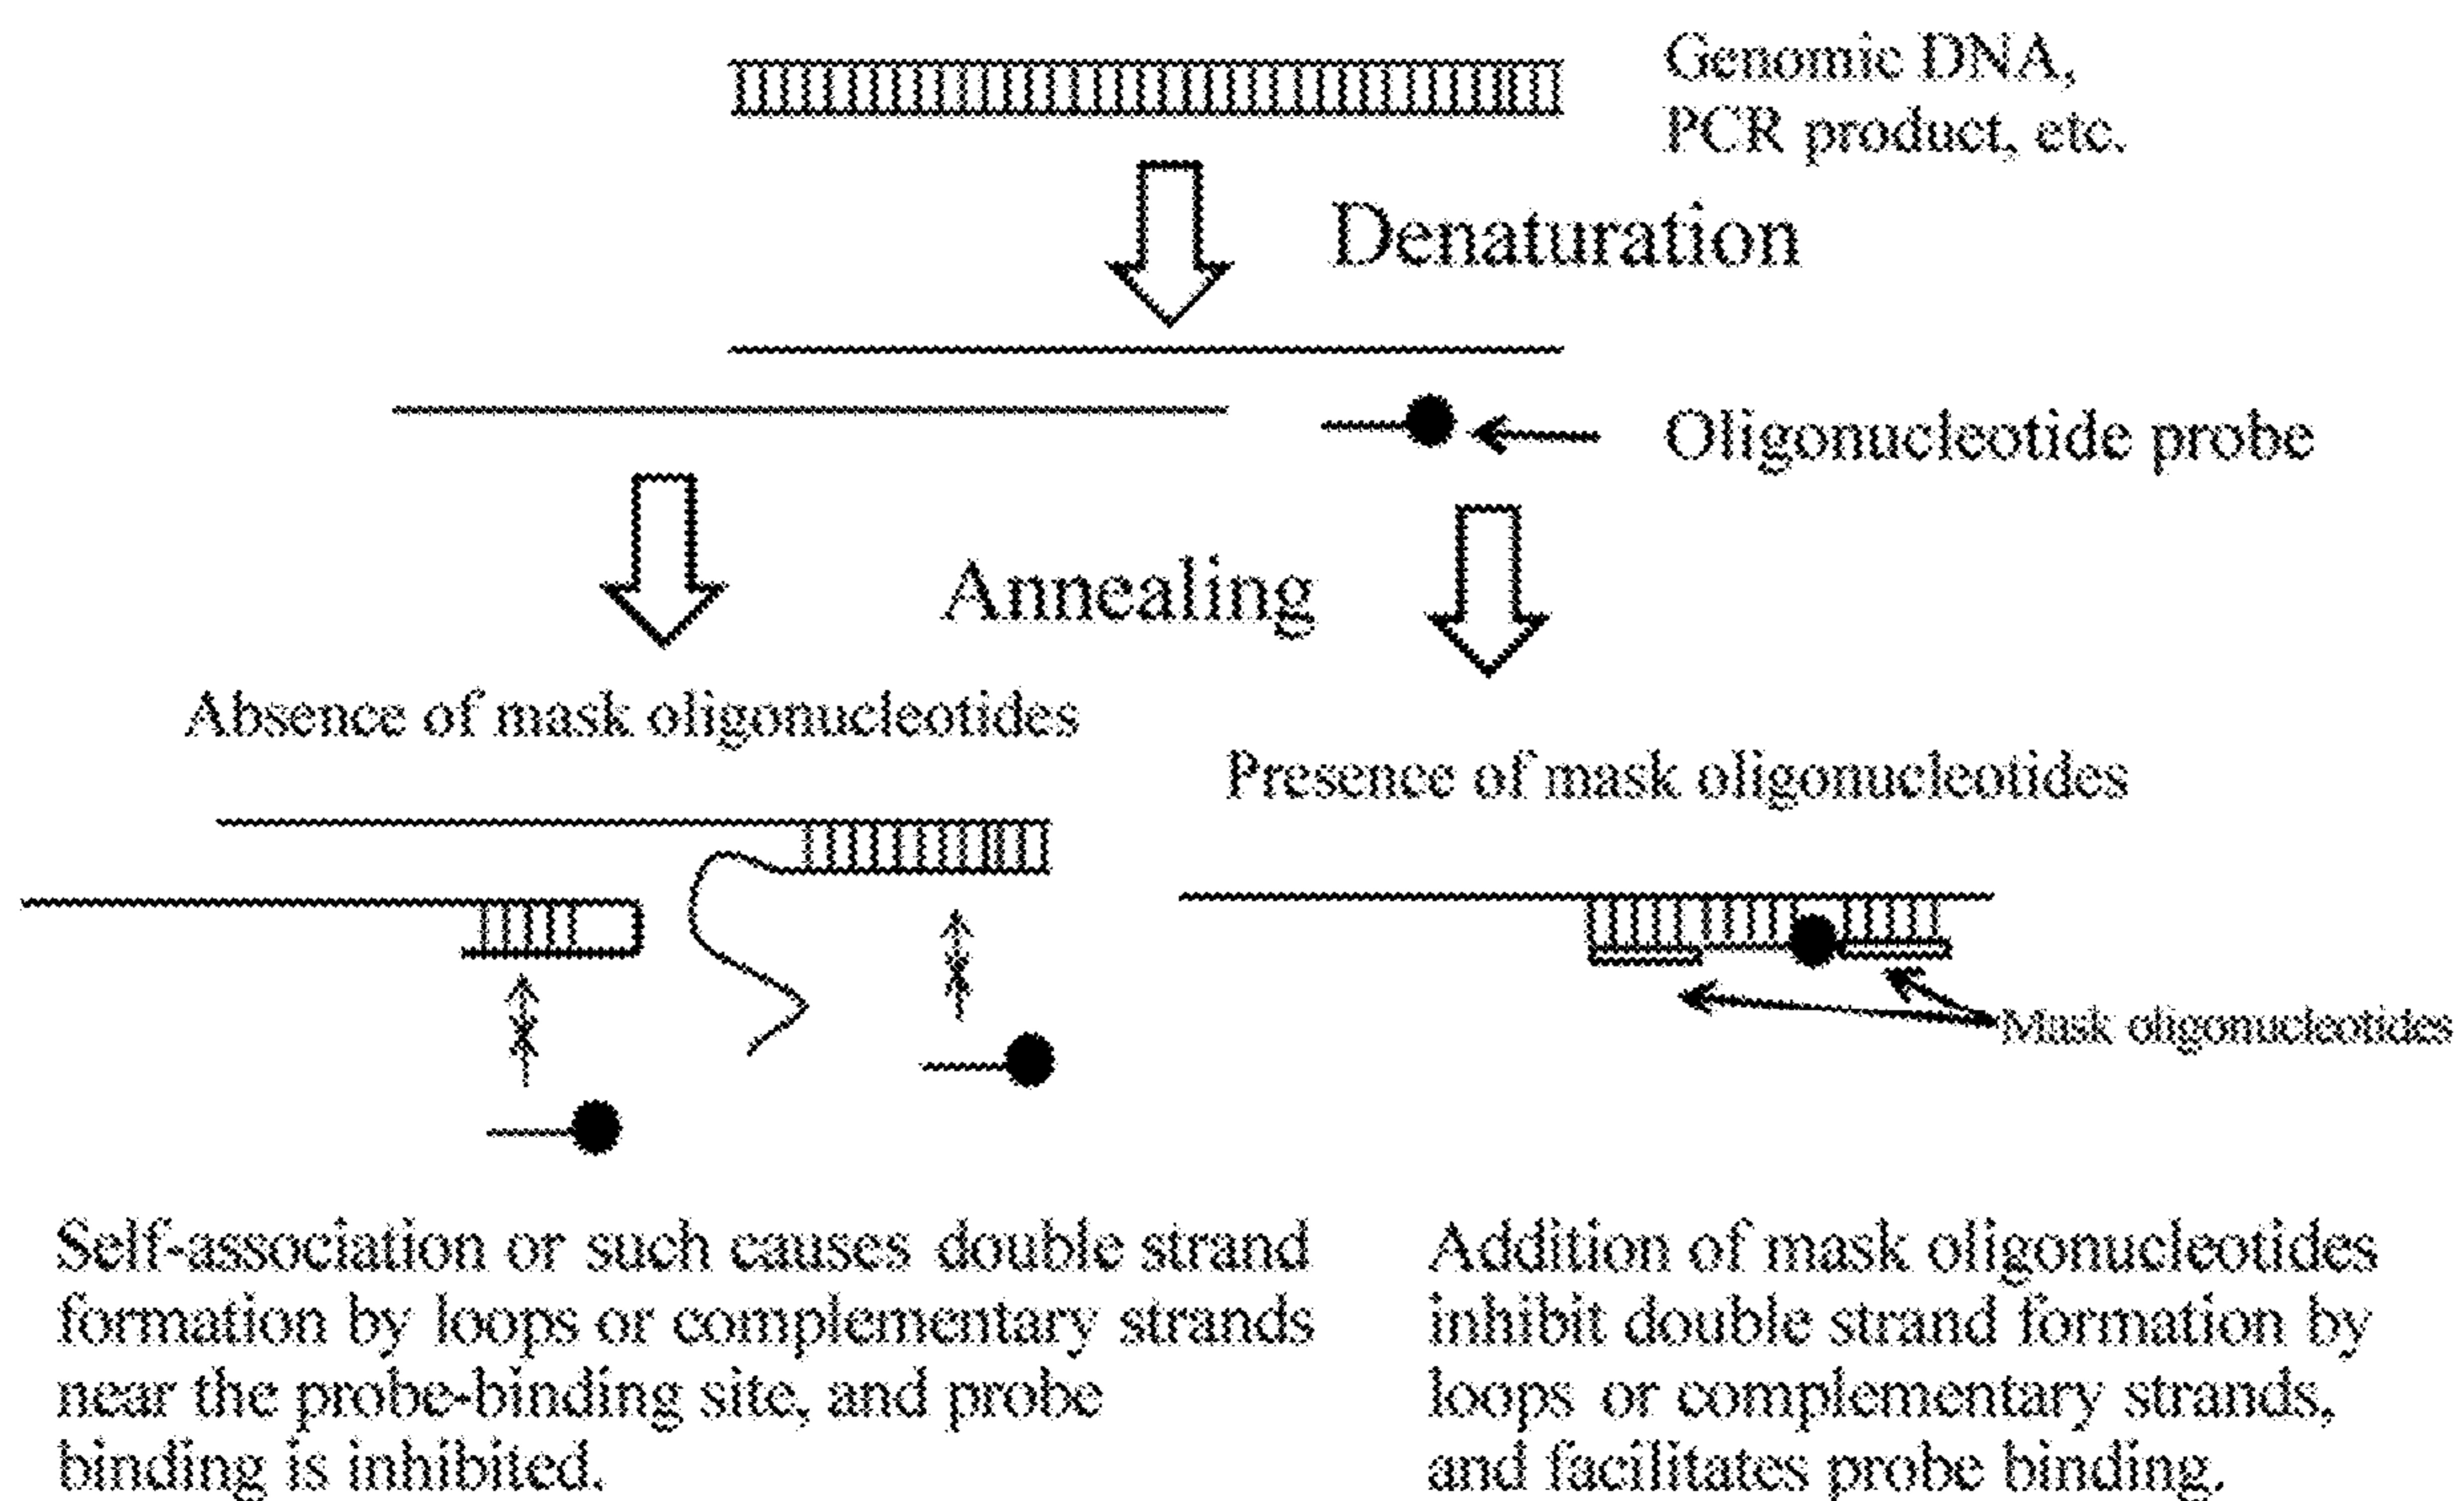 Genomic DNA,
PCR product, etc.
Denaturation
Oligonucleotide probe
Annealing
Absence of mask oligonucleotides
Presence of mask oligonucleotides
Mask oligonucleotides
Self-association or such causes double strand
formation by loops or complementary strands
near the probe-binding site, and probe
binding is inhibited.
Addition of mask oligonucleotides
inhibit double strand formation by
loops or complementary strands,
and facilitates probe binding.